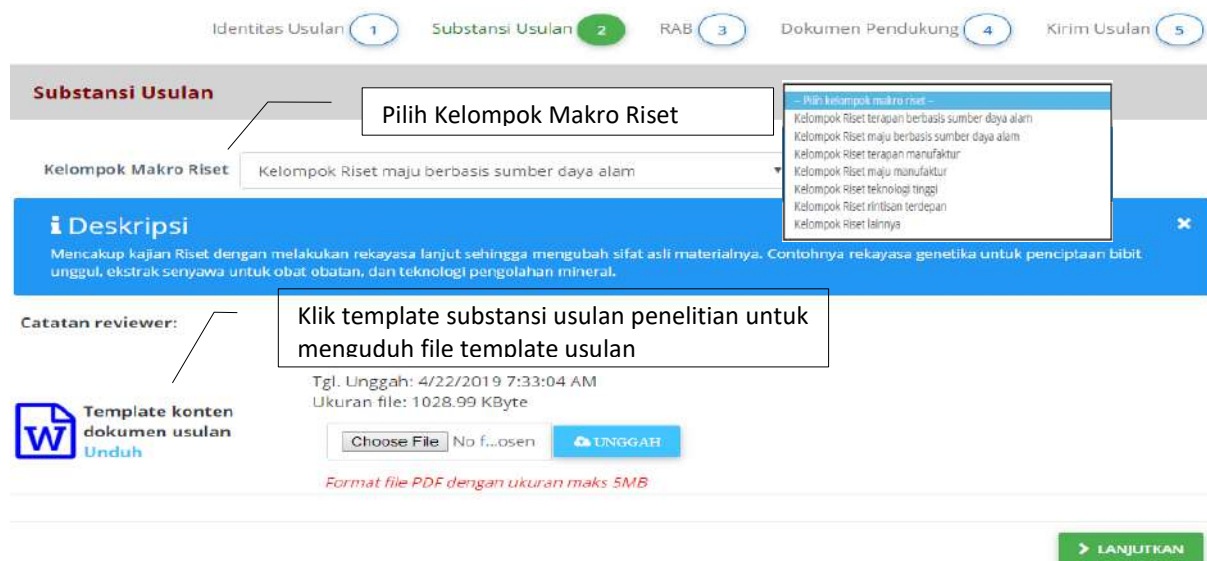 Identitas Usulan 1 Substansi Usulan 2 RAB 3 Dokumen Pendukung 4 Kirim Usulan 5
Substansi Usulan
Pilih Kelompok Makro Riset
-- Pilih kelompok makro riset --
Kelompok Riset terapan berbasis sumber daya alam
Kelompok Riset maju berbasis sumber daya alam
Kelompok Riset terapan manufaktur
Kelompok Riset maju manufaktur
Kelompok Riset teknologi tinggi
Kelompok Riset rintisan terdepan
Kelompok Riset lainnya
Kelompok Makro Riset Kelompok Riset maju berbasis sumber daya alam
i Deskripsi
Mencakup kajian Riset dengan melakukan rekayasa lanjut sehingga mengubah sifat asli materialnya. Contohnya rekayasa genetika untuk penciptaan bibit
unggul, ekstrak senyawa untuk obat obatan, dan teknologi pengolahan mineral.
Klik template substansi usulan penelitian untuk
menguduh file template usulan
Catatan reviewer:
Tgl. Unggah: 4/22/2019 7:33:04 AM
Ukuran file: 1028.99 KByte
W
Template konten
dokumen usulan
Unduh
Choose File No f...osen UNGGAH
Format file PDF dengan ukuran maks 5MB
LANJUTKAN